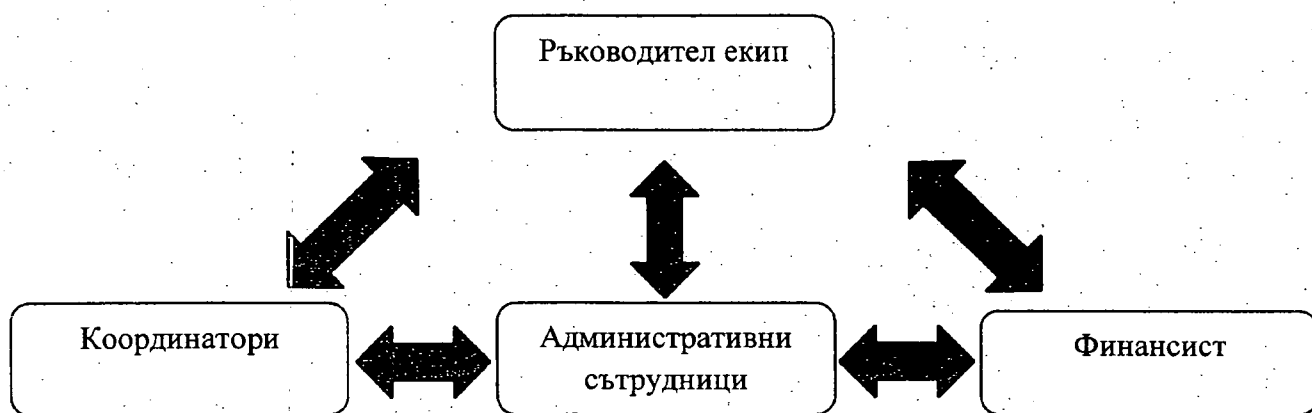 Ръководител екип
Координатори
Административни
сътрудници
Финансист